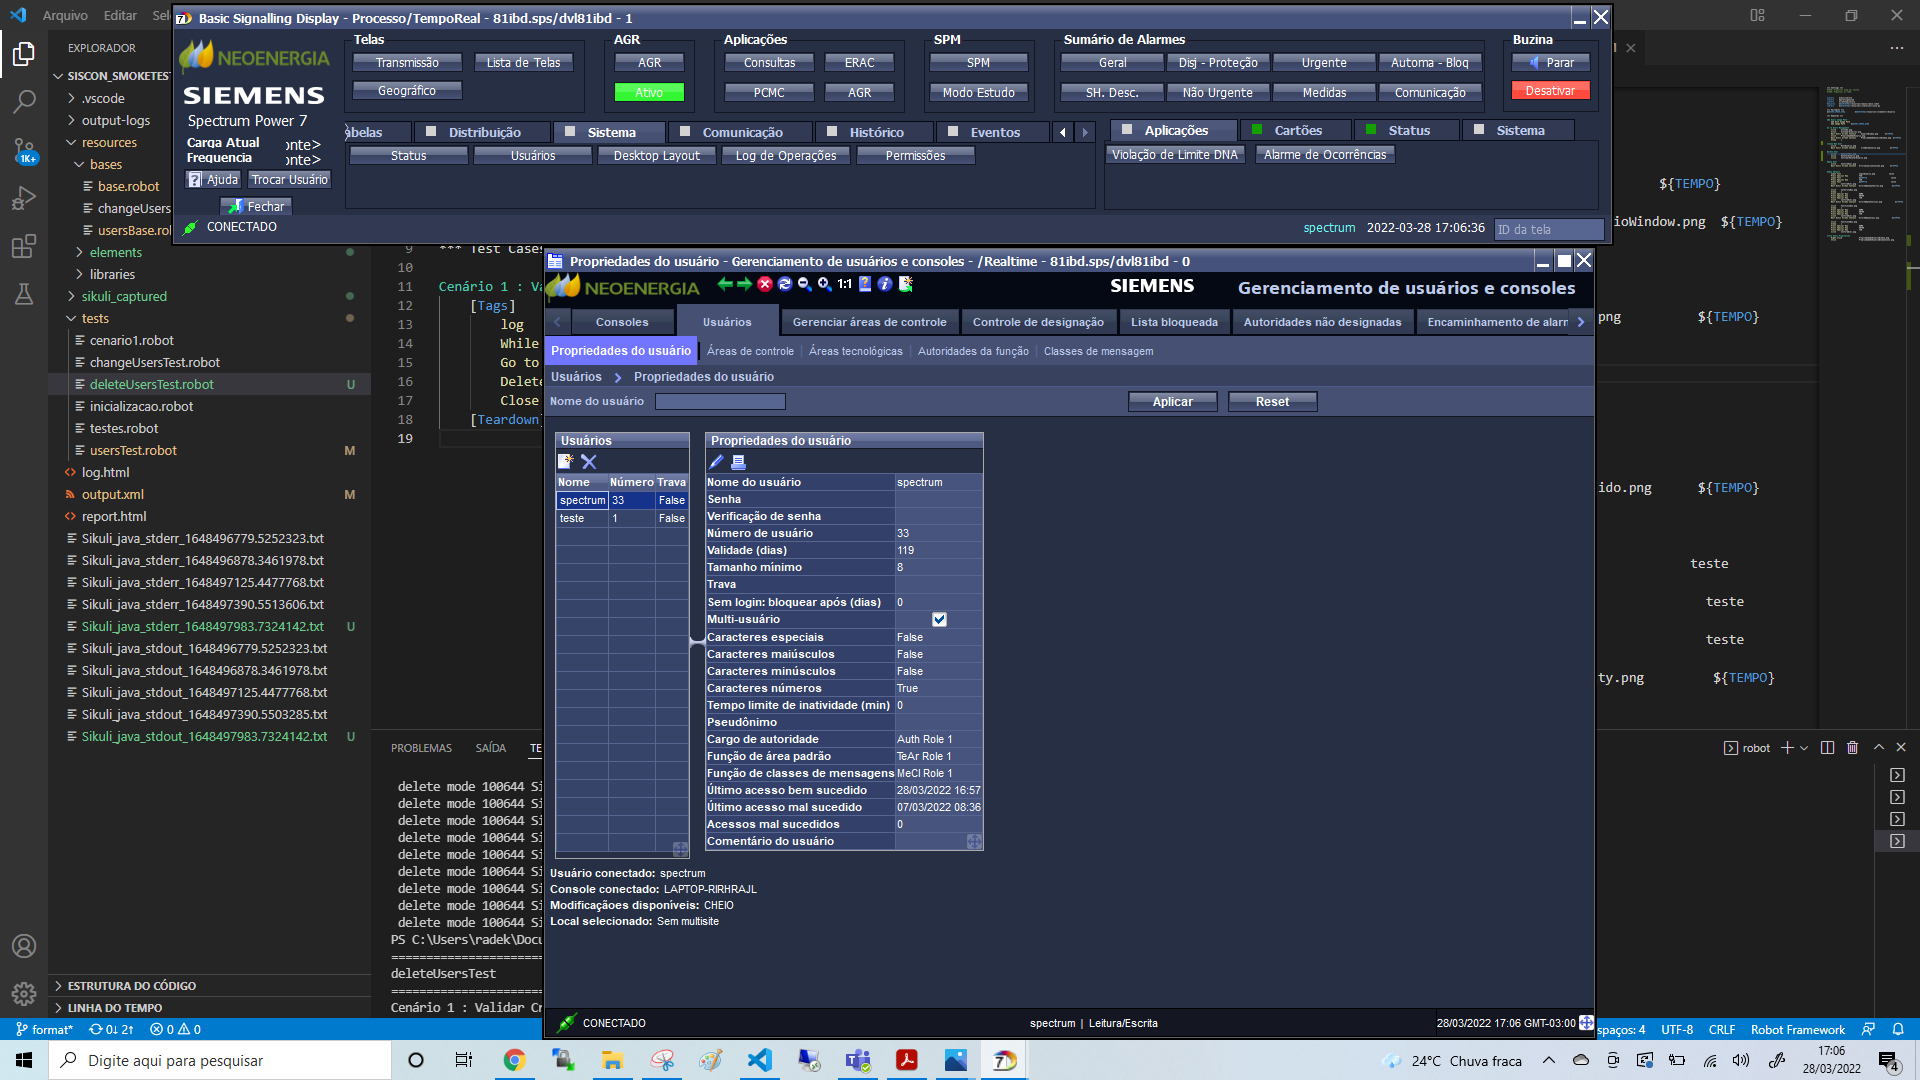 Arquivo
Editar
Basic Signalling Display - Processo/TempoReal - 81ibd.sps/dvl81ibd - 1
NEOENERGIA
SIEMENS
Spectrum Power 7
Carga Atual
Frequencia
onte>
onte>
Ajuda
Trocar Usuário
Fechar
CONECTADO
Telas
Transmissão
Lista de Telas
Geográfico
AGR
AGR
Ativo
Aplicações
Consultas
ERAC
PCMC
AGR
SPM
SPM
Modo Estudo
Sumário de Alarmes
Geral
Disj - Proteção
Urgente
Automa - Bloq
SH. Desc.
Não Urgente
Medidas
Comunicação
Buzina
Parar
Desativar
abelas
Distribuição
Sistema
Comunicação
Histórico
Eventos
Status
Usuários
Desktop Layout
Log de Operações
Permissões
Aplicações
Cartões
Status
Sistema
Violação de Limite DNA
Alarme de Ocorrências
spectrum
2022-03-28 17:06:36
ID da tela
EXPLORADOR
SISCON_SMOKETES
.vscode
output-logs
resources
bases
base.robot
changeUsers
usersBase.ro
elements
libraries
sikuli_captured
tests
cenario1.robot
changeUsersTest.robot
deleteUsersTest.robot U
inicializacao.robot
testes.robot
usersTest.robot M
log.html
output.xml M
report.html
Sikuli_java_stderr_1648496779.5252323.txt
Sikuli_java_stderr_1648496878.3461978.txt
Sikuli_java_stderr_1648497125.4477768.txt
Sikuli_java_stderr_1648497390.5513606.txt
Sikuli_java_stderr_1648497983.7324142.txt U
Sikuli_java_stdout_1648496779.5252323.txt
Sikuli_java_stdout_1648496878.3461978.txt
Sikuli_java_stdout_1648497125.4477768.txt
Sikuli_java_stdout_1648497390.5503285.txt
Sikuli_java_stdout_1648497983.7324142.txt U
ESTRUTURA DO CÓDIGO
LINHA DO TEMPO
9 *** Test Cases
10
11 Cenário 1 : Va
12 [Tags]
13 log
14 While
15 Go to
16 Delete
17 Close
18 [Teardown]
19
${TEMPO}
ioWindow.png ${TEMPO}
png ${TEMPO}
ido.png ${TEMPO}
teste
teste
teste
ty.png ${TEMPO}
Propriedades do usuário - Gerenciamento de usuários e consoles - /Realtime - 81ibd.sps/dvl81ibd - 0
NEOENERGIA
1:1
SIEMENS
Gerenciamento de usuários e consoles
Consoles
Usuários
Gerenciar áreas de controle
Controle de designação
Lista bloqueada
Autoridades não designadas
Encaminhamento de alarn
Propriedades do usuário
Áreas de controle
Áreas tecnológicas
Autoridades da função
Classes de mensagem
Usuários
Propriedades do usuário
Nome do usuário
Aplicar
Reset
Usuários
Nome Número Trava
spectrum 33 False
teste 1 False
Propriedades do usuário
Nome do usuário spectrum
Senha
Verificação de senha
Número de usuário 33
Validade (dias) 119
Tamanho mínimo 8
Trava
Sem login: bloquear após (dias) 0
Multi-usuário
Caracteres especiais False
Caracteres maiúsculos False
Caracteres minúsculos False
Caracteres números True
Tempo limite de inatividade (min) 0
Pseudônimo
Cargo de autoridade Auth Role 1
Função de área padrão TeAr Role 1
Função de classes de mensagens MeCl Role 1
Último acesso bem sucedido 28/03/2022 16:57
Último acesso mal sucedido 07/03/2022 08:36
Acessos mal sucedidos 0
Comentário do usuário
Usuário conectado: spectrum
Console conectado: LAPTOP-RIRHRAJL
Modificaçãoes disponíveis: CHEIO
Local selecionado: Sem multisite
CONECTADO
spectrum | Leitura/Escrita
28/03/2022 17:06 GMT-03:00
PROBLEMAS
SAÍDA
TE
robot
delete mode 100644 Si
delete mode 100644 Si
delete mode 100644 Si
delete mode 100644 Si
delete mode 100644 Si
delete mode 100644 Si
delete mode 100644 Si
delete mode 100644 Si
delete mode 100644 Si
PS C:\Users\radek\Docu
deleteUsersTest
Cenário 1 : Validar Cr
1K+
format*
0↓ 2↑
0
0
spaços: 4
UTF-8
CRLF
Robot Framework
Digite aqui para pesquisar
24°C Chuva fraca
17:06
28/03/2022
4